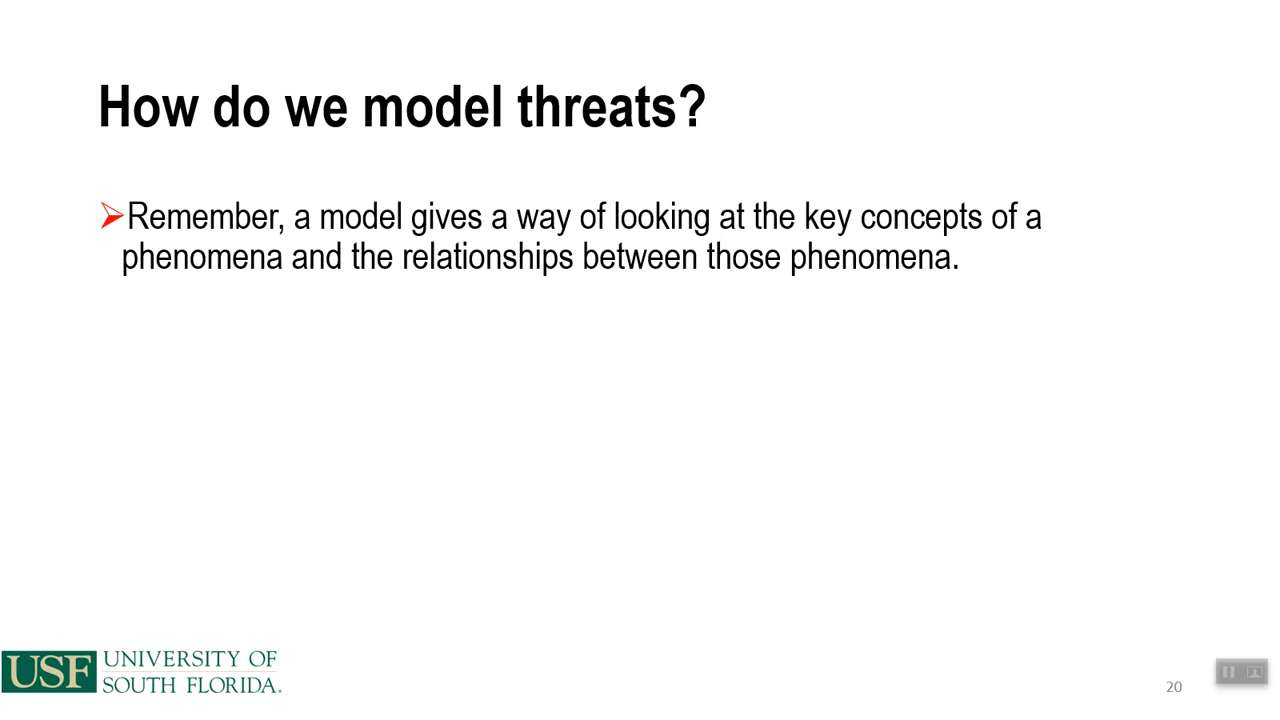 How do we model threats?
➢Remember, a model gives a way of looking at the key concepts of a
phenomena and the relationships between those phenomena.
USF UNIVERSITY OF
SOUTH FLORIDA.
20